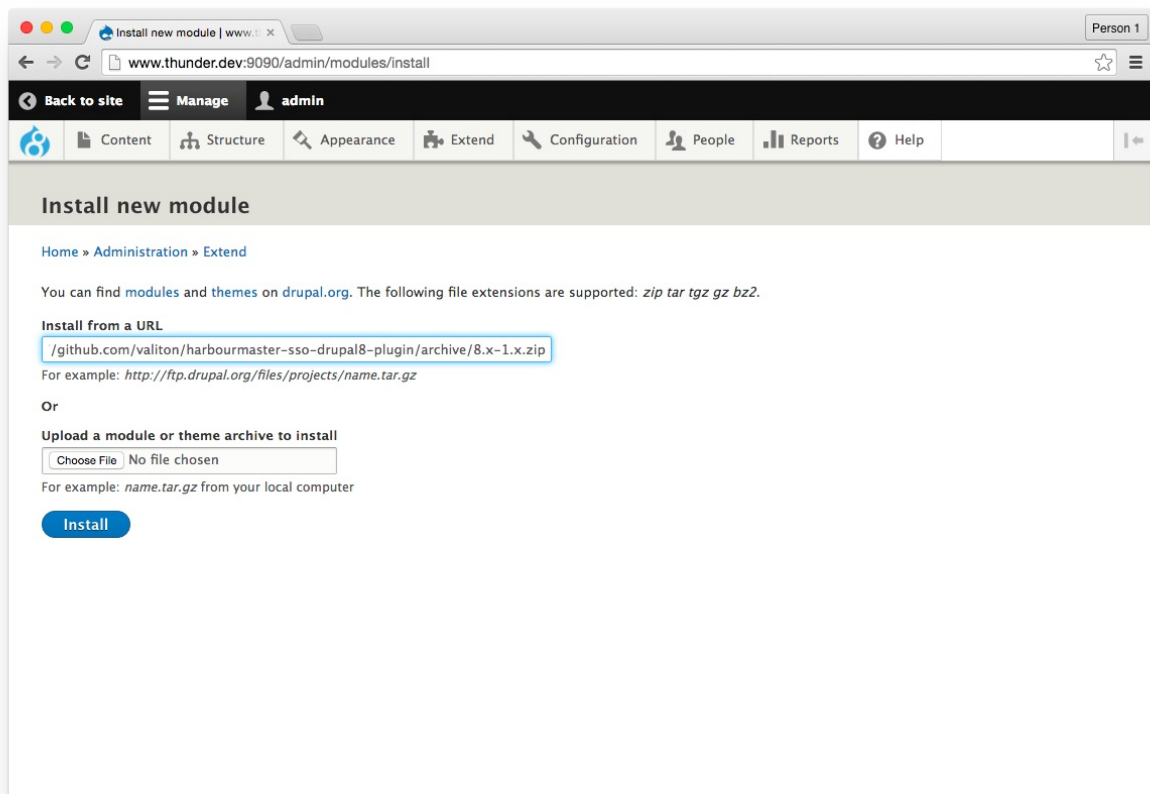 Install new module | www.t
Person 1
www.thunder.dev:9090/admin/modules/install
Back to site Manage admin
Content Structure Appearance Extend Configuration People Reports Help
Install new module
Home » Administration » Extend
You can find modules and themes on drupal.org. The following file extensions are supported: zip tar tgz gz bz2.
Install from a URL
/github.com/valiton/harbourmaster-sso-drupal8-plugin/archive/8.x-1.x.zip
For example: http://ftp.drupal.org/files/projects/name.tar.gz
Or
Upload a module or theme archive to install
Choose File No file chosen
For example: name.tar.gz from your local computer
Install